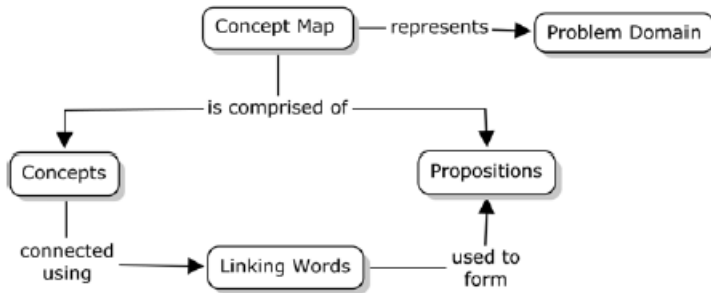 Concept Map
represents
Problem Domain
is comprised of
Concepts
Propositions
connected
using
Linking Words
used to
form